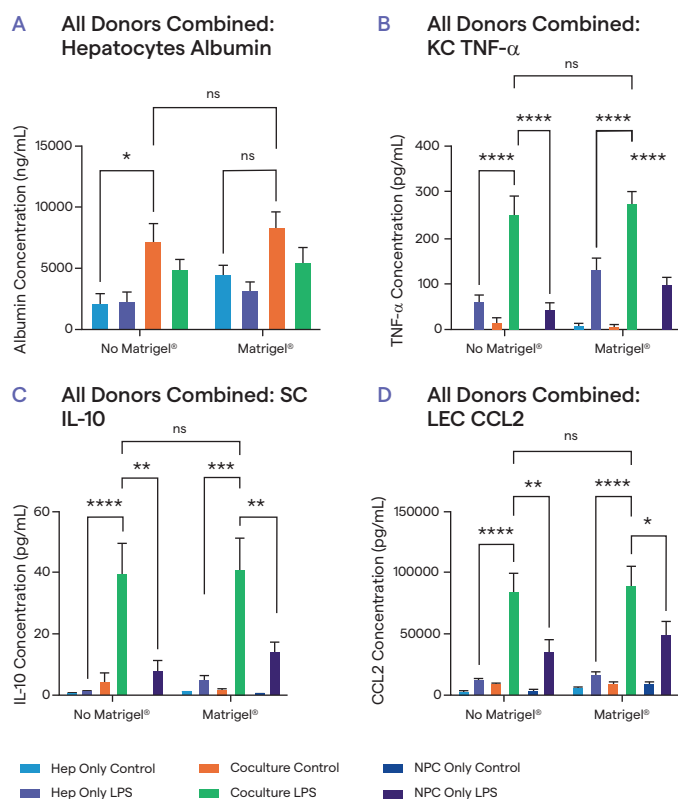 A All Donors Combined:
Hepatocytes Albumin
ns
* ns
Albumin Concentration (ng/mL)
15000
10000
5000
0
No Matrigel® Matrigel®
B All Donors Combined:
KC TNF-α
ns
**** ****
**** ****
TNF-α Concentration (pg/mL)
400
300
200
100
0
No Matrigel® Matrigel®
C All Donors Combined: SC
IL-10
ns
** ***
**** **
IL-10 Concentration (pg/mL)
60
40
20
0
No Matrigel® Matrigel®
D All Donors Combined:
LEC CCL2
ns
** ****
**** *
CCL2 Concentration (pg/mL)
150000
100000
50000
0
No Matrigel® Matrigel®
Hep Only Control Coculture Control NPC Only Control
Hep Only LPS Coculture LPS NPC Only LPS